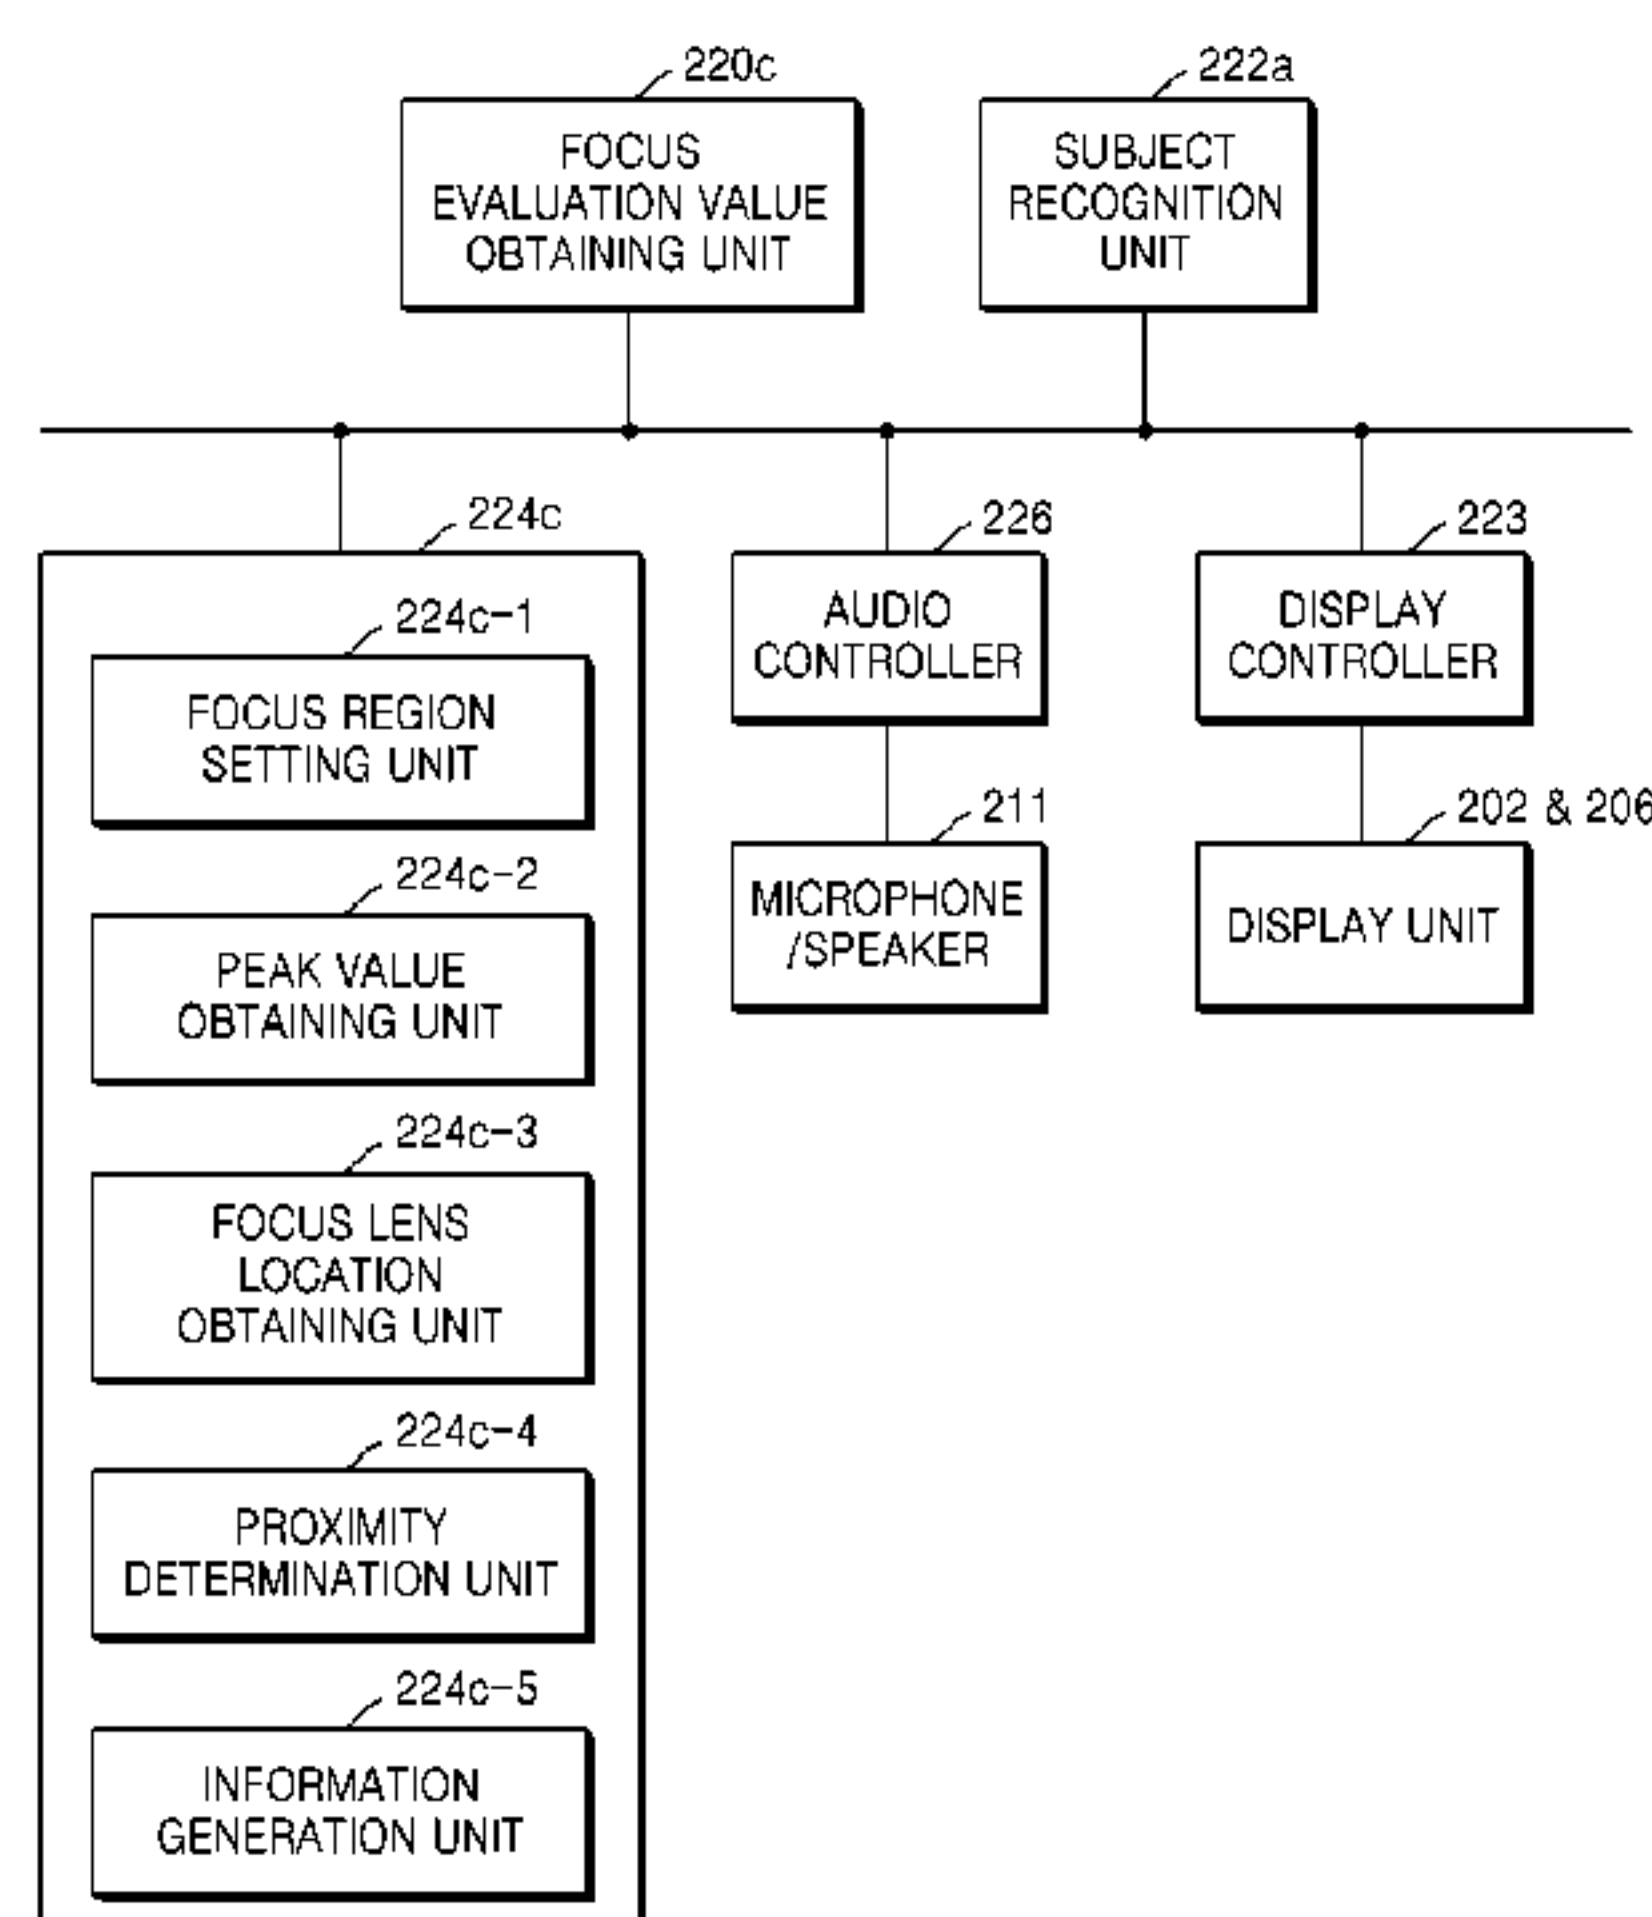 220c
FOCUS
EVALUATION VALUE
OBTAINING UNIT
222a
SUBJECT
RECOGNITION
UNIT
224c
224c-1
FOCUS REGION
SETTING UNIT
224c-2
PEAK VALUE
OBTAINING UNIT
224c-3
FOCUS LENS
LOCATION
OBTAINING UNIT
224c-4
PROXIMITY
DETERMINATION UNIT
224c-5
INFORMATION
GENERATION UNIT
226
AUDIO
CONTROLLER
211
MICROPHONE
/SPEAKER
223
DISPLAY
CONTROLLER
202 & 206
DISPLAY UNIT